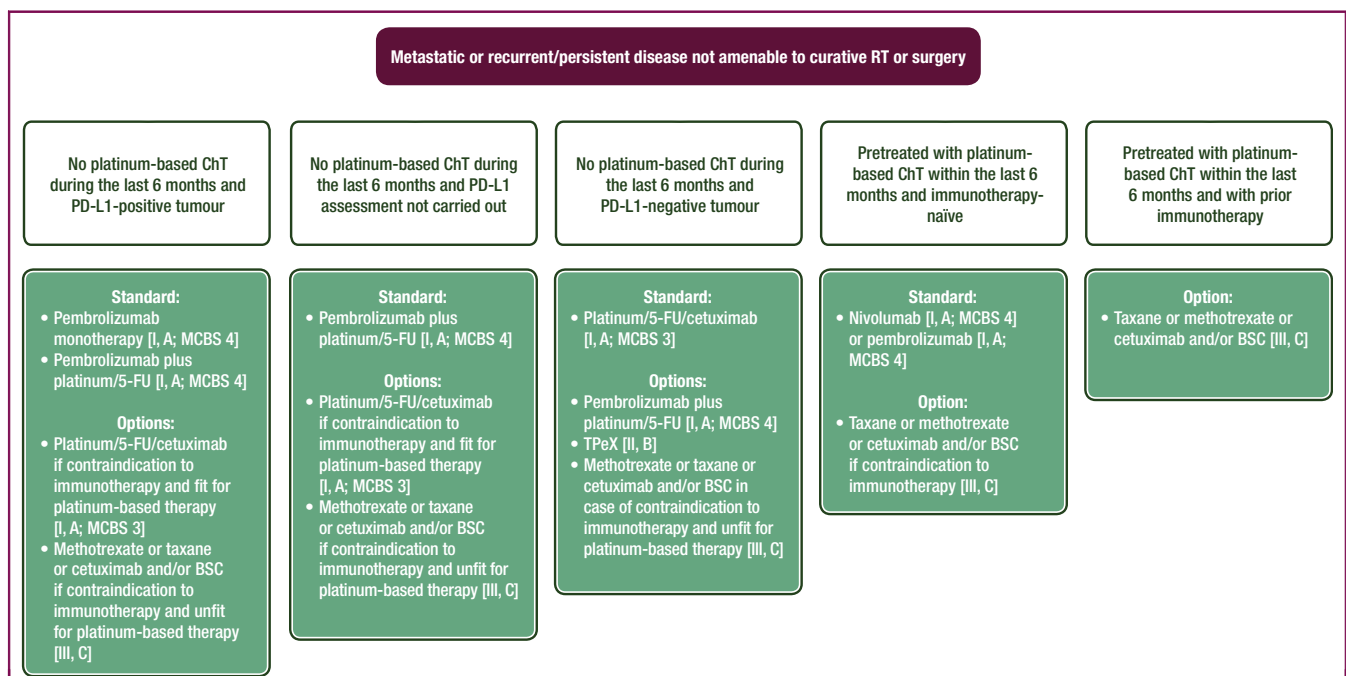 Metastatic or recurrent/persistent disease not amenable to curative RT or surgery
No platinum-based ChT
during the last 6 months and
PD-L1-positive tumour
No platinum-based ChT during
the last 6 months and PD-L1
assessment not carried out
No platinum-based ChT during
the last 6 months and
PD-L1-negative tumour
Pretreated with platinum-
based ChT within the last 6
months and immunotherapy-
naïve
Pretreated with platinum-
based ChT within the last
6 months and with prior
immunotherapy
Standard:
• Pembrolizumab
monotherapy [I, A; MCBS 4]
• Pembrolizumab plus
platinum/5-FU [I, A; MCBS 4]
Options:
• Platinum/5-FU/cetuximab
if contraindication to
immunotherapy and fit for
platinum-based therapy
[I, A; MCBS 3]
• Methotrexate or taxane
or cetuximab and/or BSC
if contraindication to
immunotherapy and unfit
for platinum-based therapy
[III, C]
Standard:
• Pembrolizumab plus
platinum/5-FU [I, A; MCBS 4]
Options:
• Platinum/5-FU/cetuximab
if contraindication to
immunotherapy and fit for
platinum-based therapy
[I, A; MCBS 3]
• Methotrexate or taxane
or cetuximab and/or BSC
if contraindication to
immunotherapy and unfit for
platinum-based therapy [III, C]
Standard:
• Platinum/5-FU/cetuximab
[I, A; MCBS 3]
Options:
• Pembrolizumab plus
platinum/5-FU [I, A; MCBS 4]
• TPeX [II, B]
• Methotrexate or taxane or
cetuximab and/or BSC in
case of contraindication to
immunotherapy and unfit for
platinum-based therapy [III, C]
Standard:
• Nivolumab [I, A; MCBS 4]
or pembrolizumab [I, A;
MCBS 4]
Option:
• Taxane or methotrexate
or cetuximab and/or BSC
if contraindication to
immunotherapy [III, C]
Option:
• Taxane or methotrexate or
cetuximab and/or BSC [III, C]